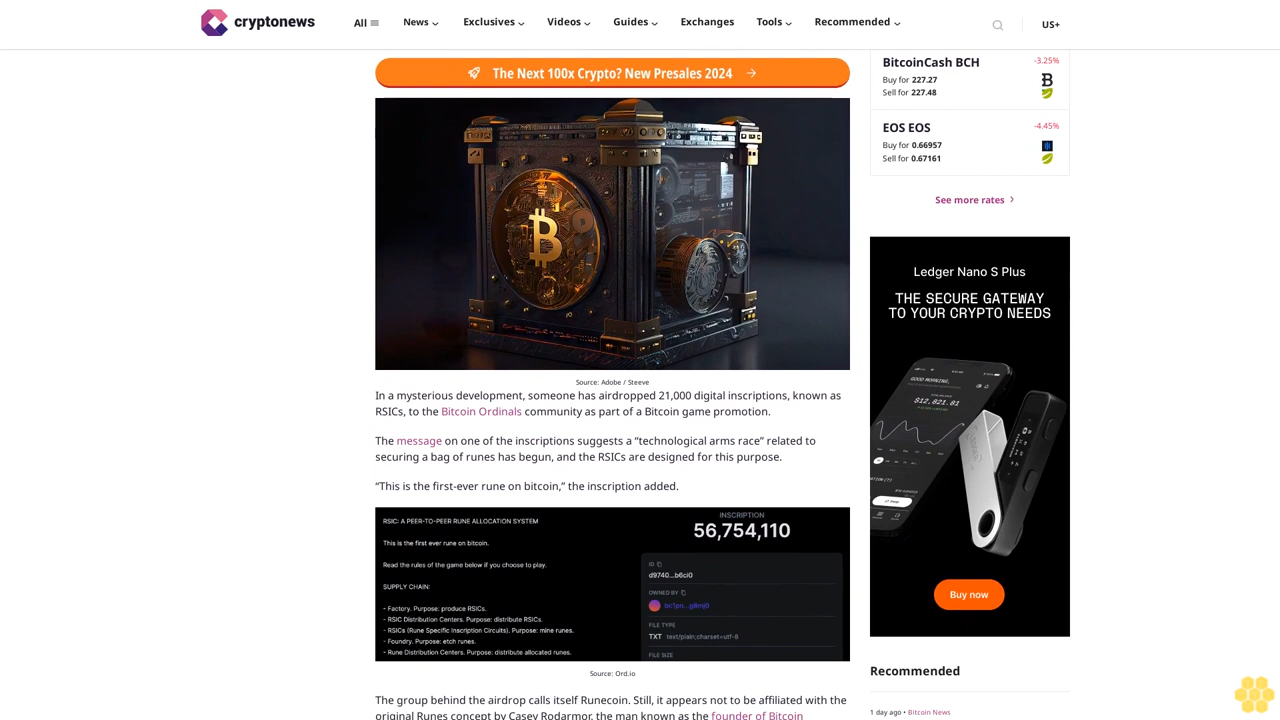 cryptonews
All
News
Exclusives
Videos
Guides
Exchanges
Tools
Recommended
US+
The Next 100x Crypto? New Presales 2024
Source: Adobe / Steeve
In a mysterious development, someone has airdropped 21,000 digital inscriptions, known as
RSICs, to the Bitcoin Ordinals community as part of a Bitcoin game promotion.
The message on one of the inscriptions suggests a “technological arms race” related to
securing a bag of runes has begun, and the RSICs are designed for this purpose.
“This is the first-ever rune on bitcoin,” the inscription added.
RSIC: A PEER-TO-PEER RUNE ALLOCATION SYSTEM
This is the first ever rune on bitcoin.
Read the rules of the game below if you choose to play.
SUPPLY CHAIN:
- Factory. Purpose: produce RSICs.
- RSIC Distribution Centers. Purpose: distribute RSICs.
- RSICs (Rune Specific Inscription Circuits). Purpose: mine runes.
- Foundry. Purpose: etch runes.
- Rune Distribution Centers. Purpose: distribute allocated runes.
INSCRIPTION
56,754,110
ID
d9740...b6ci0
OWNED BY
bc1pn...g8mj0
FILE TYPE
TXT text/plain;charset=utf-8
FILE SIZE
Source: Ord.io
The group behind the airdrop calls itself Runecoin. Still, it appears not to be affiliated with the
original Runes concept by Casey Rodarmor, the man known as the founder of Bitcoin
BitcoinCash BCH
-3.25%
Buy for 227.27
Sell for 227.48
EOS EOS
-4.45%
Buy for 0.66957
Sell for 0.67161
See more rates
Ledger Nano S Plus
THE SECURE GATEWAY
TO YOUR CRYPTO NEEDS
GOOD MORNING,
$12,821.81
Buy now
Recommended
1 day ago • Bitcoin News